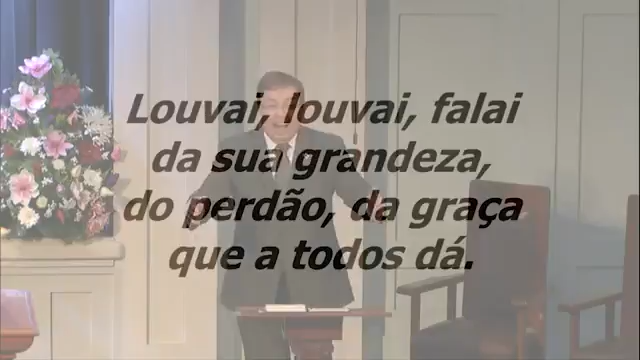 Louvai, louvai, falai
da sua grandeza,
do perdão, da graça
que a todos dá.